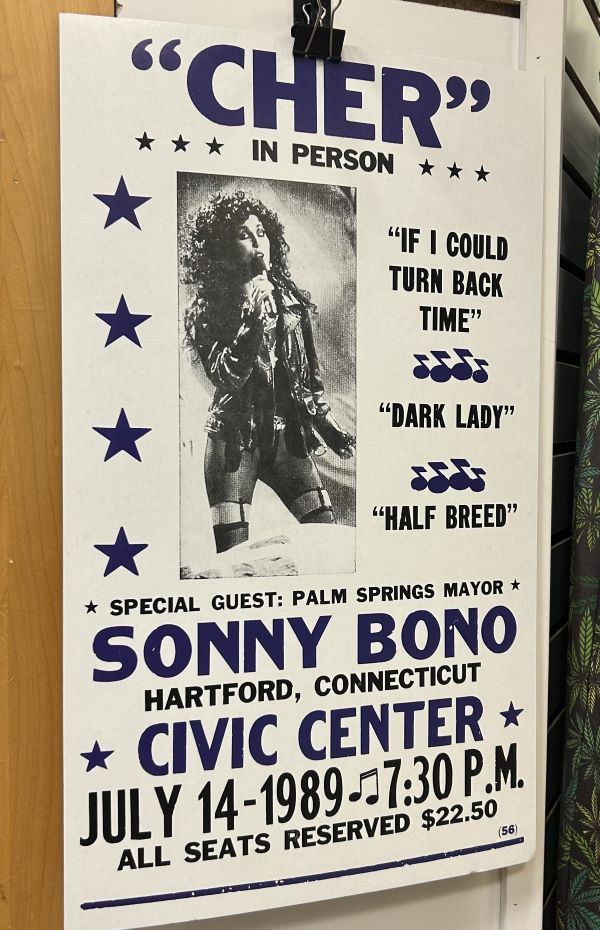 “CHER”
IN PERSON
“IF I COULD
TURN BACK
TIME”
“DARK LADY”
“HALF BREED”
SPECIAL GUEST: PALM SPRINGS MAYOR
SONNY BONO
HARTFORD, CONNECTICUT
CIVIC CENTER
JULY 14-1989 7:30 P.M.
ALL SEATS RESERVED $22.50
(56)